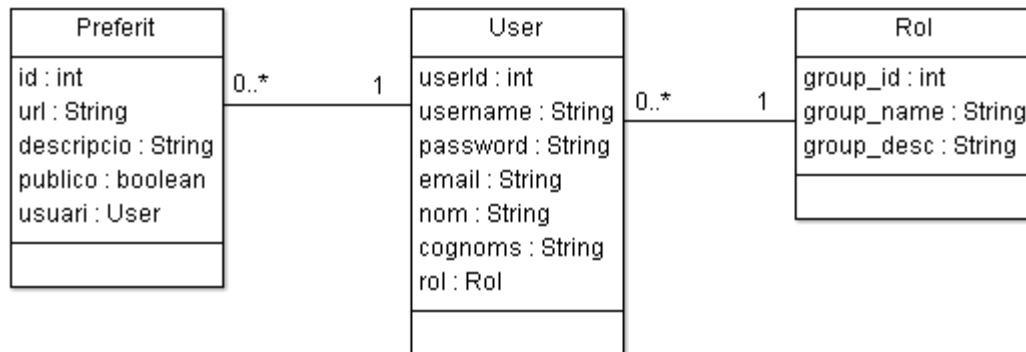 Preferit
id : int
url : String
descripcio : String
publico : boolean
usuari : User
0..*
1
User
userId : int
username : String
password : String
email : String
nom : String
cognoms : String
rol : Rol
0..*
1
Rol
group_id : int
group_name : String
group_desc : String